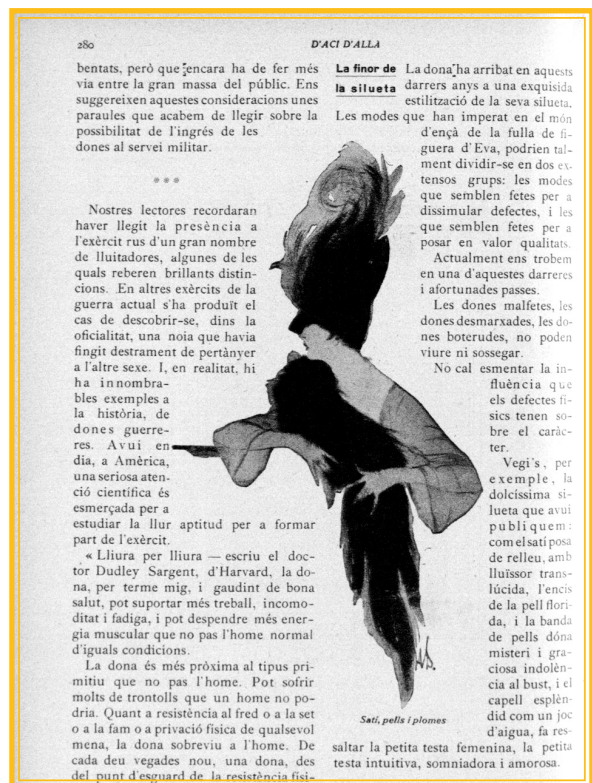 280
D'ACI D'ALLA
bentats, però que encara ha de fer més
via entre la gran massa del públic. Ens
suggereixen aquestes consideracions unes
paraules que acabem de llegir sobre la
possibilitat de l'ingrés de les
dones al servei militar.
Nostres lectores recordaran
haver llegit la presència a
l'exèrcit rus d'un gran nombre
de lluitadores, algunes de les
quals reberen brillants distin-
cions. En altres exèrcits de la
guerra actual s'ha produït el
cas de descobrir-se, dins la
oficialitat, una noia que havia
fingit destrament de pertànyer
a l'altre sexe. I, en realitat, hi
ha innombra-
bles exemples a
la història, de
dones guerre-
res. Avui en
dia, a Amèrica,
una seriosa aten-
ció científica és
esmerçada per a
estudiar la llur aptitud per a formar
part de l'exèrcit.
« Lliura per lliura — escriu el doc-
tor Dudley Sargent, d'Harvard, la do-
na, per terme mig, i gaudint de bona
salut, pot suportar més treball, incomo-
ditat i fadiga, i pot despendre més ener-
gia muscular que no pas l'home normal
d'iguals condicions.
La dona és més pròxima al tipus pri-
mitiu que no pas l'home. Pot sofrir
molts de trontolls que un home no po-
dria. Quant a resistència al fred o a la set
o a la fam o a privació física de qualsevol
mena, la dona sobreviu a l'home. De
cada deu vegades nou, una dona, des
del punt d'esguard de la resistència físi-
La finor de
la silueta
La dona ha arribat en aquests
darrers anys a una exquisida
estilització de la seva silueta.
Les modes que han imperat en el món
d'ençà de la fulla de fi-
guera d'Eva, podrien tal-
ment dividir-se en dos ex-
tensos grups: les modes
que semblen fetes per a
dissimular defectes, i les
que semblen fetes per a
posar en valor qualitats.
Actualment ens trobem
en una d'aquestes darreres
i afortunades passes.
Les dones malfetes, les
dones desmarxades, les do-
nes boterudes, no poden
viure ni sossegar.
No cal esmentar la in-
fluència que
els defectes fí-
sics tenen so-
bre el caràc-
ter.
Vegi's, per
exemple, la
dolcíssima si-
lueta que avui
publiquem:
com el satí posa
de relleu, amb
lluïssor trans-
lúcida, l'encís
de la pell flori-
da, i la banda
de pells dóna
misteri i gra-
ciosa indolèn-
cia al bust, i el
capell esplèn-
did com un joc
d'aigua, fa res-
saltar la petita testa femenina, la petita
testa intuitiva, somniadora i amorosa.
Satí, pells i plomes